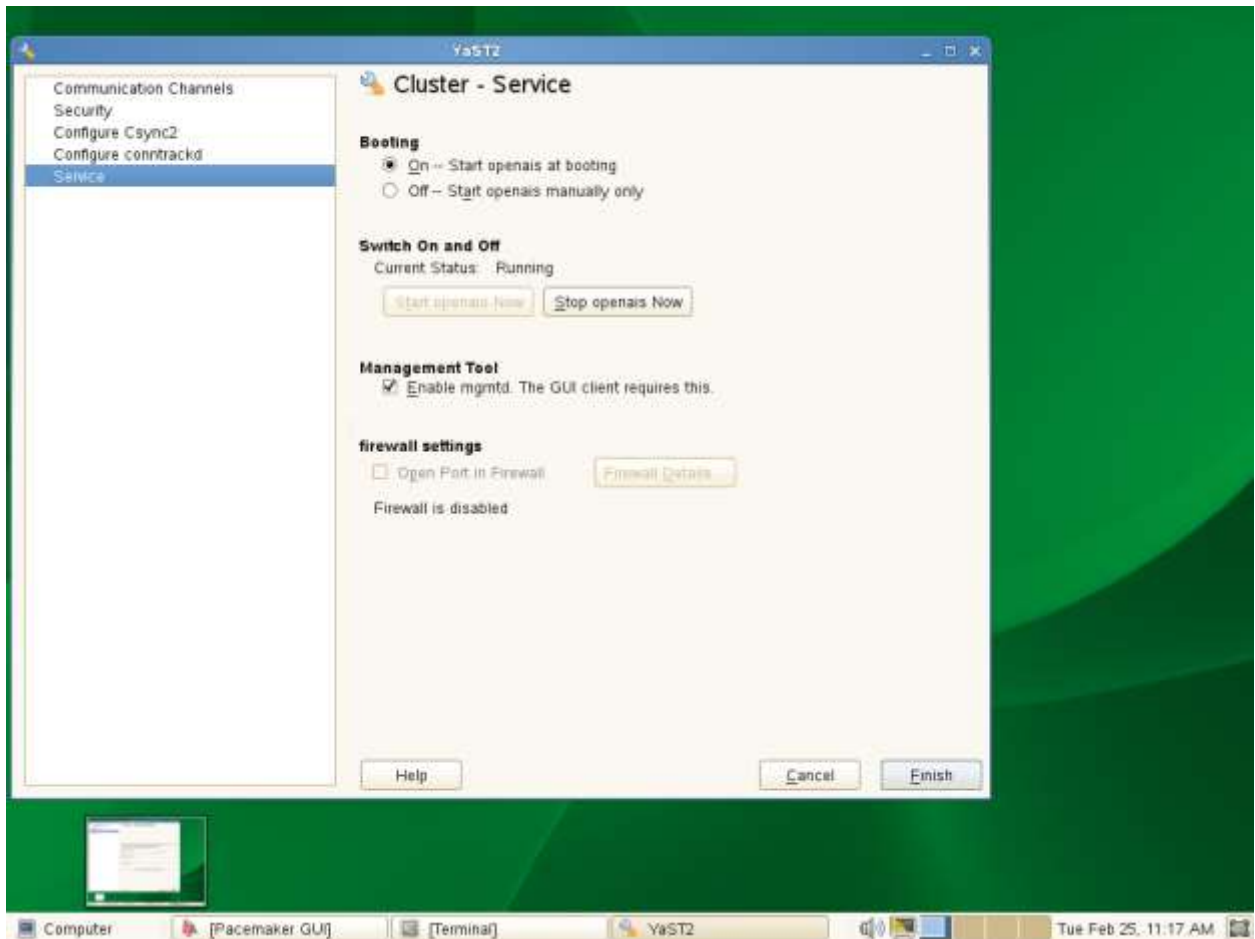 YaST2
Communication Channels
Security
Configure Csync2
Configure conntrackd
Service
Cluster - Service
Booting
On -- Start openais at booting
Off -- Start openais manually only
Switch On and Off
Current Status: Running
Start openais Now
Stop openais Now
Management Tool
Enable mgmtd. The GUI client requires this.
firewall settings
Open Port in Firewall
Firewall Details...
Firewall is disabled
Help
Cancel
Finish
Computer
[Pacemaker GUI]
[Terminal]
YaST2
Tue Feb 25, 11:17 AM